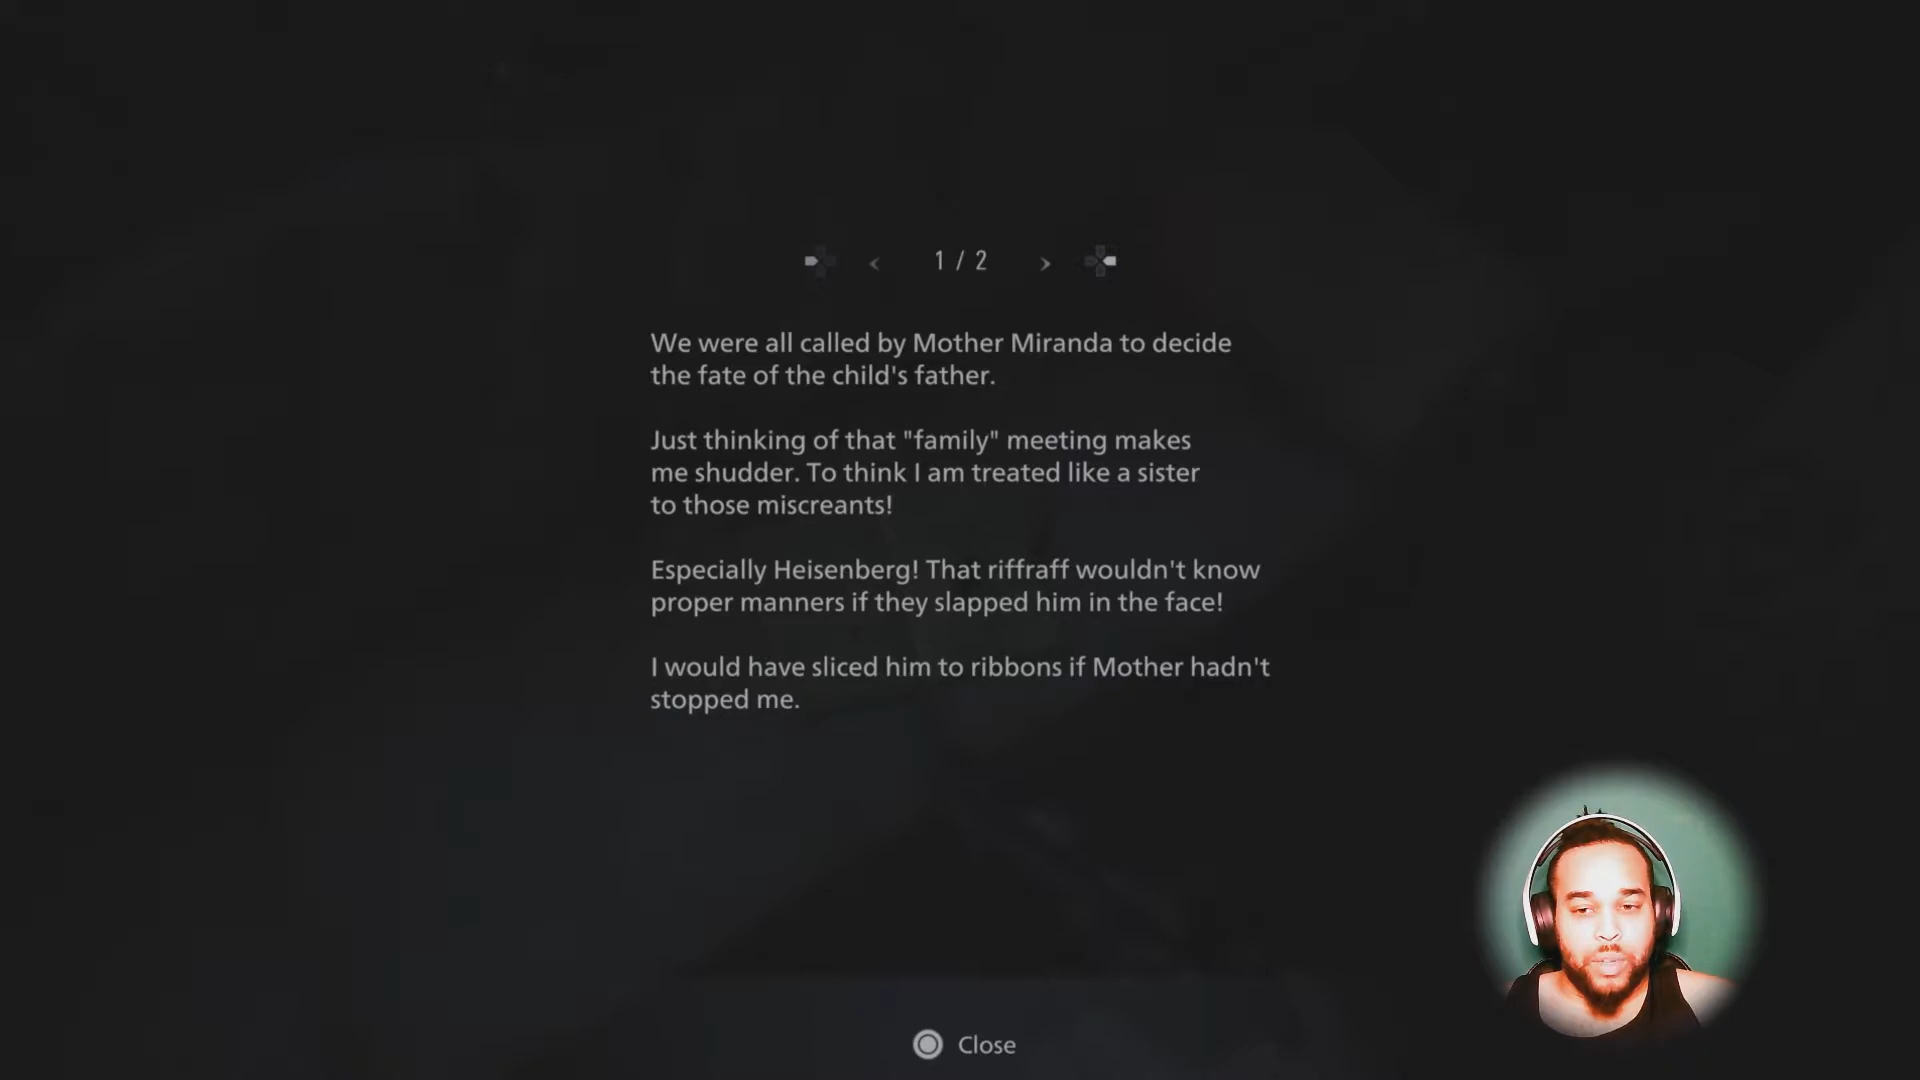 < 1 / 2 >
We were all called by Mother Miranda to decide
the fate of the child's father.
Just thinking of that "family" meeting makes
me shudder. To think I am treated like a sister
to those miscreants!
Especially Heisenberg! That riffraff wouldn't know
proper manners if they slapped him in the face!
I would have sliced him to ribbons if Mother hadn't
stopped me.
Close